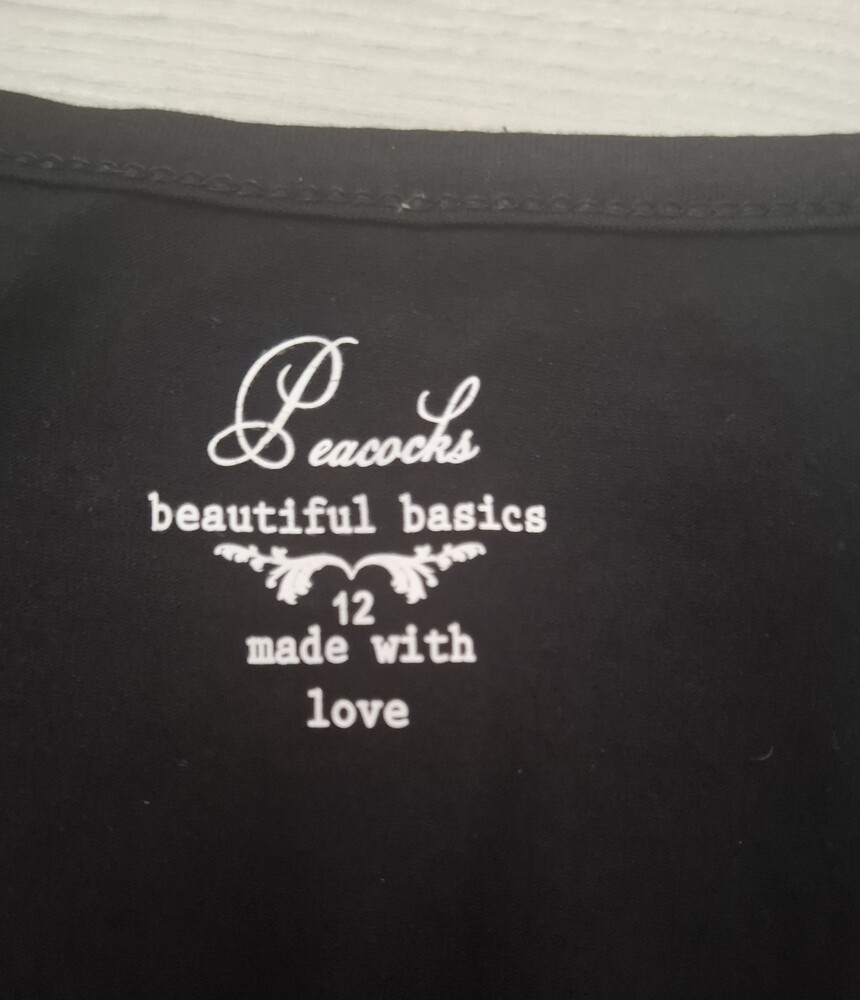 Peacocks
beautiful basics
12
made with
love